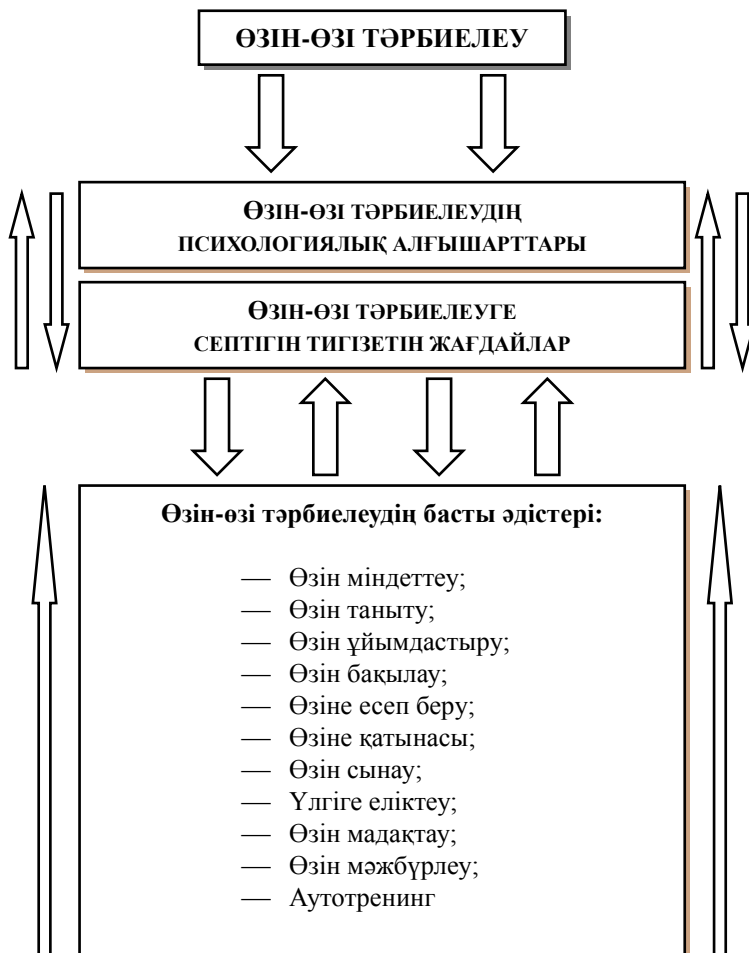 ӨЗІН-ӨЗІ ТӘРБИЕЛЕУ
ӨЗІН-ӨЗІ ТӘРБИЕЛЕУДІҢ
ПСИХОЛОГИЯЛЫҚ АЛҒЫШАРТТАРЫ
ӨЗІН-ӨЗІ ТӘРБИЕЛЕУГЕ
СЕПТІГІН ТИГІЗЕТІН ЖАҒДАЙЛАР
Өзін-өзі тәрбиелеудің басты әдістері:
— Өзін міндеттеу;
— Өзін таныту;
— Өзін ұйымдастыру;
— Өзін бақылау;
— Өзіне есеп беру;
— Өзіне қатынасы;
— Өзін сынау;
— Үлгіге еліктеу;
— Өзін мадақтау;
— Өзін мәжбүрлеу;
— Аутотренинг